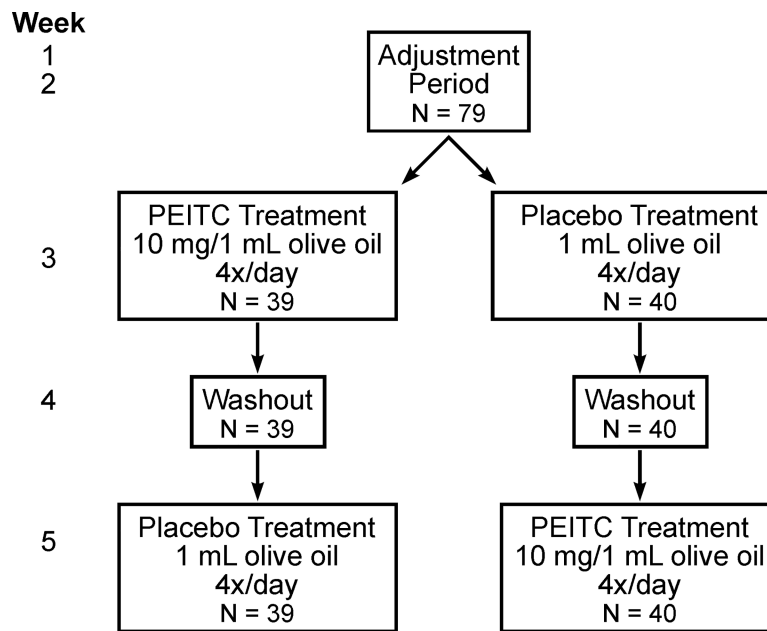 Week
1
2
Adjustment
Period
N = 79
3
PEITC Treatment
10 mg/1 mL olive oil
4x/day
N = 39
Placebo Treatment
1 mL olive oil
4x/day
N = 40
4
Washout
N = 39
Washout
N = 40
5
Placebo Treatment
1 mL olive oil
4x/day
N = 39
PEITC Treatment
10 mg/1 mL olive oil
4x/day
N = 40